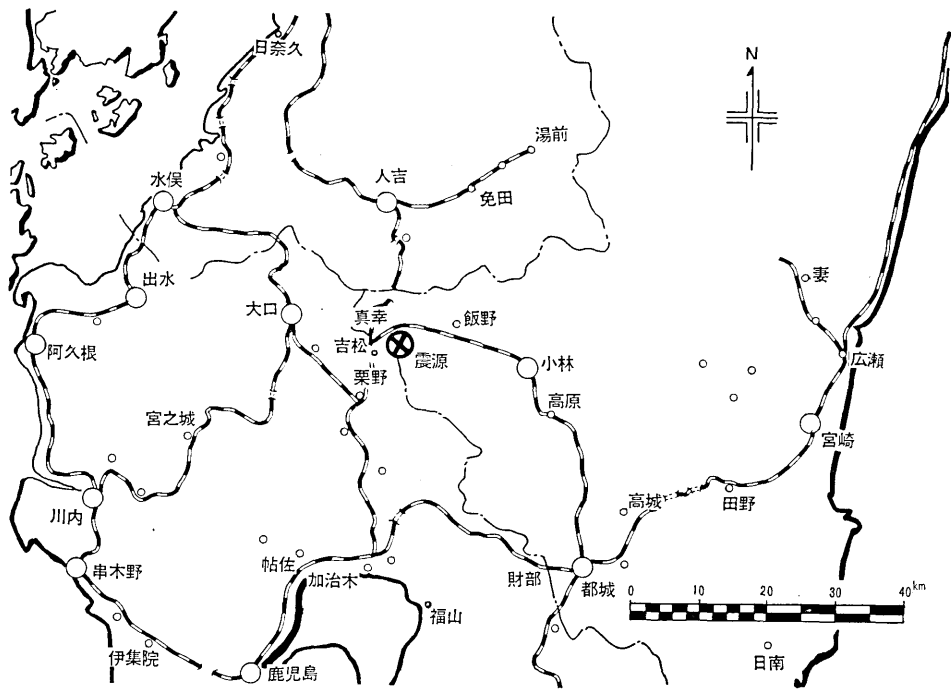 日奈久
N
湯前
水俣
人吉
免田
出水
妻
大口
真幸
飯野
阿久根
吉松
震源
広瀬
栗野
小林
高原
宮之城
宮崎
川内
高城
田野
串木野
帖佐
加治木
財部
都城
0 10 20 30 40 km
福山
伊集院
鹿児島
日南